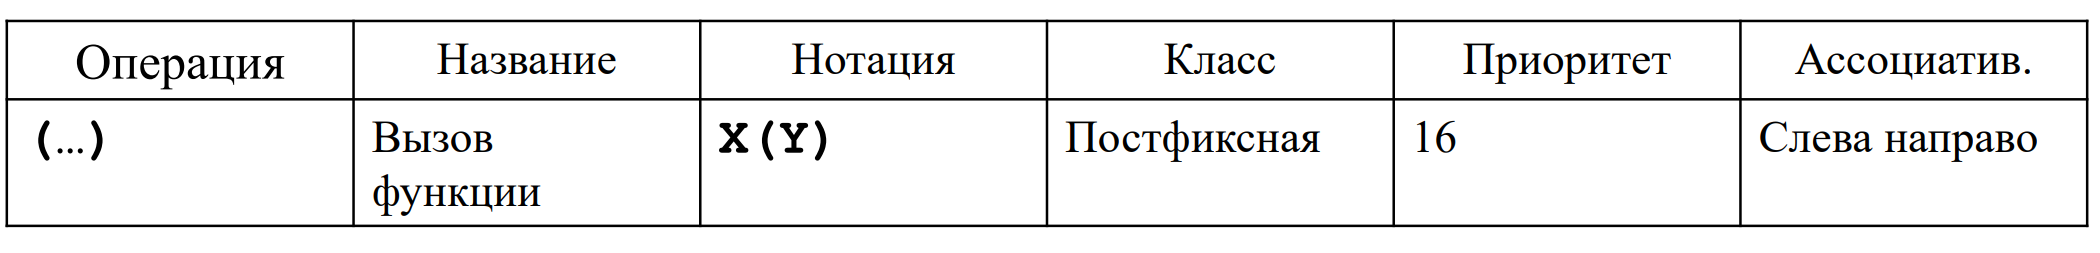 Операция Название Нотация Класс Приоритет Ассоциатив.
(…) Вызов X(Y) Постфиксная 16 Слева направо
функции